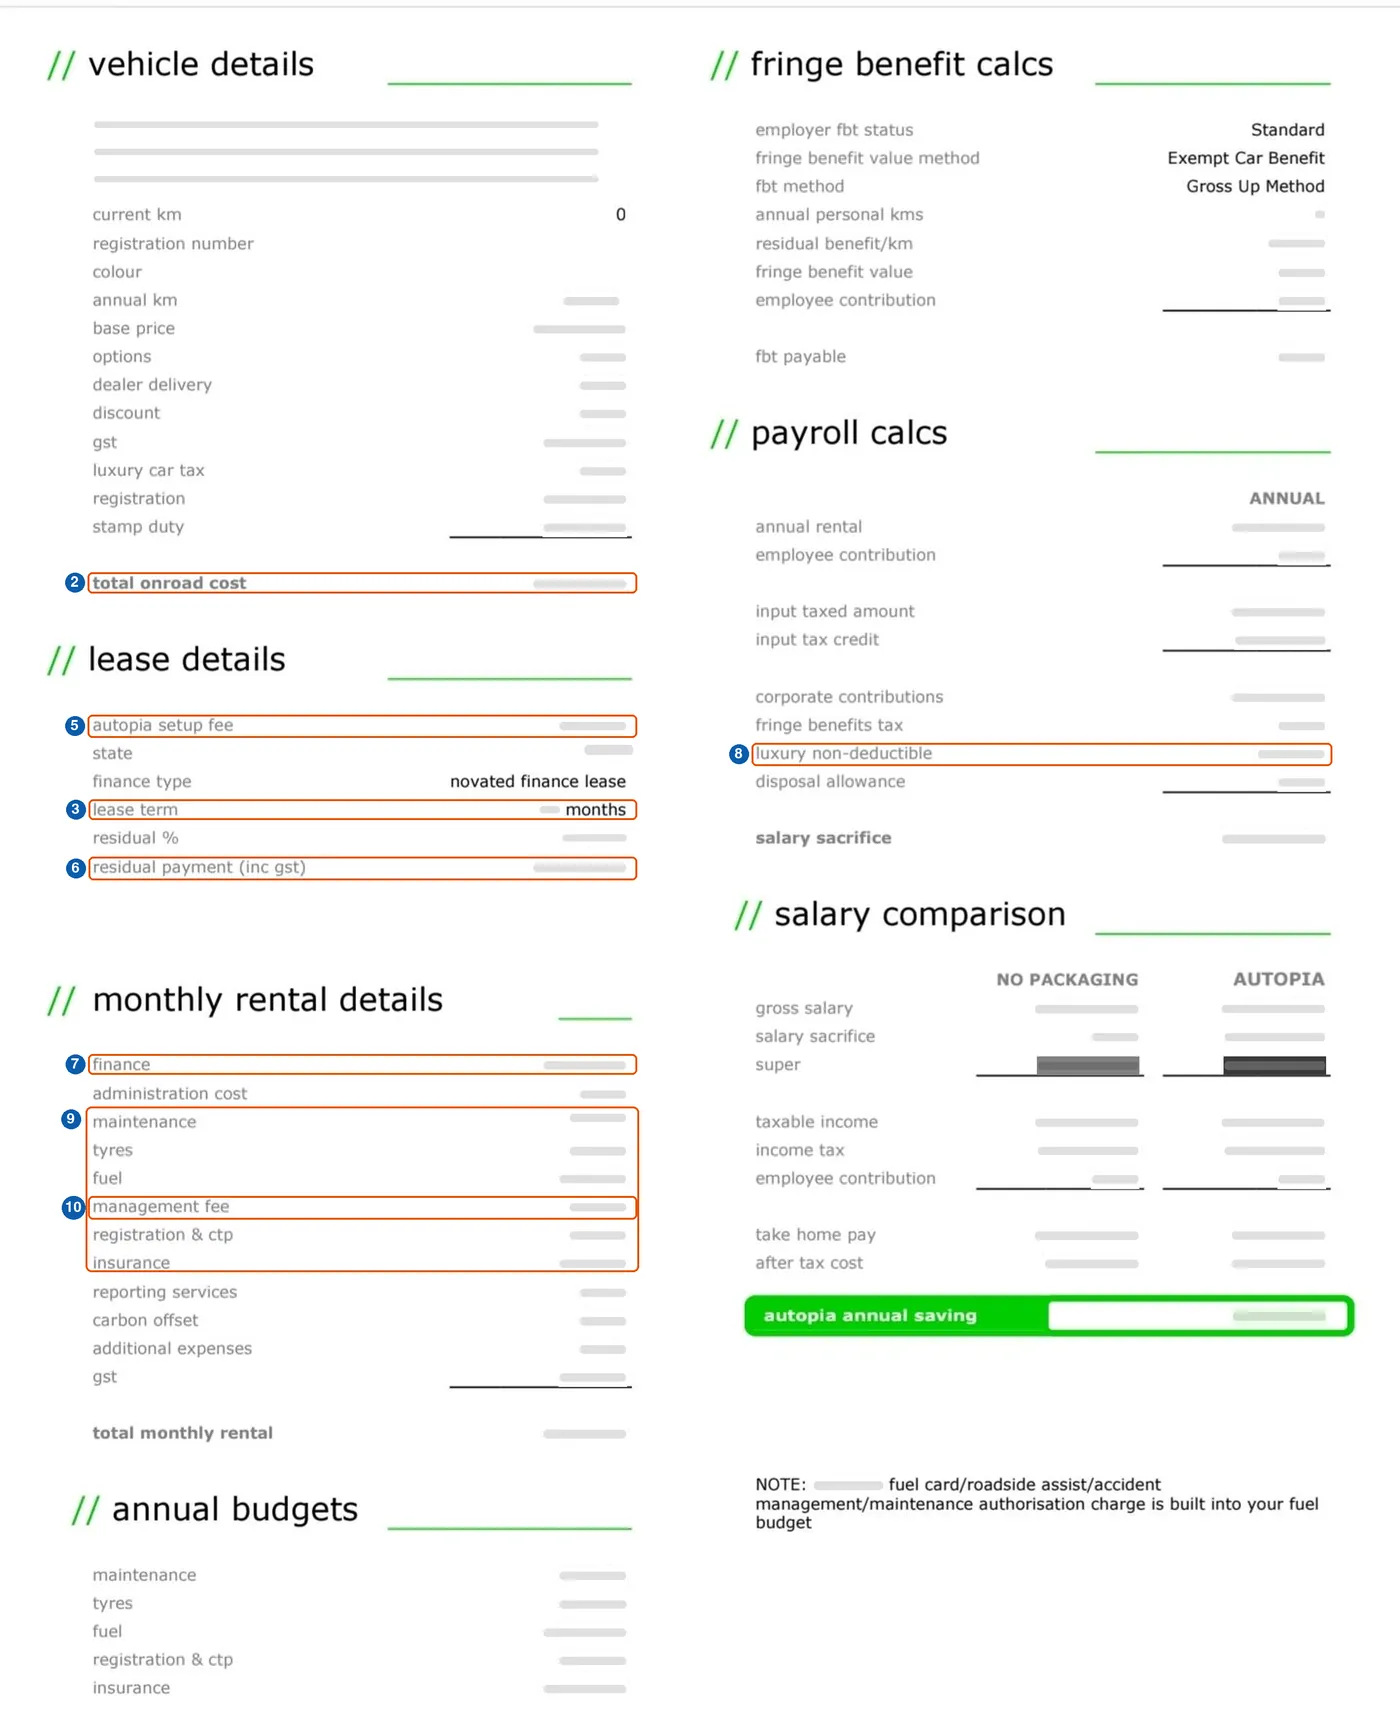 // vehicle details
current km 0
registration number
colour
annual km
base price
options
dealer delivery
discount
gst
luxury car tax
registration
stamp duty
2 total onroad cost
// lease details
5 autopia setup fee
state
finance type novated finance lease
3 lease term months
residual %
6 residual payment (inc gst)
// monthly rental details
7 finance
administration cost
9 maintenance
tyres
fuel
10 management fee
registration & ctp
insurance
reporting services
carbon offset
additional expenses
gst
total monthly rental
// annual budgets
maintenance
tyres
fuel
registration & ctp
insurance
// fringe benefit calcs
employer fbt status Standard
fringe benefit value method Exempt Car Benefit
fbt method Gross Up Method
annual personal kms
residual benefit/km
fringe benefit value
employee contribution
fbt payable
// payroll calcs
ANNUAL
annual rental
employee contribution
input taxed amount
input tax credit
corporate contributions
fringe benefits tax
8 luxury non-deductible
disposal allowance
salary sacrifice
// salary comparison
NO PACKAGING AUTOPIA
gross salary
salary sacrifice
super
taxable income
income tax
employee contribution
take home pay
after tax cost
autopia annual saving
NOTE: fuel card/roadside assist/accident
management/maintenance authorisation charge is built into your fuel
budget